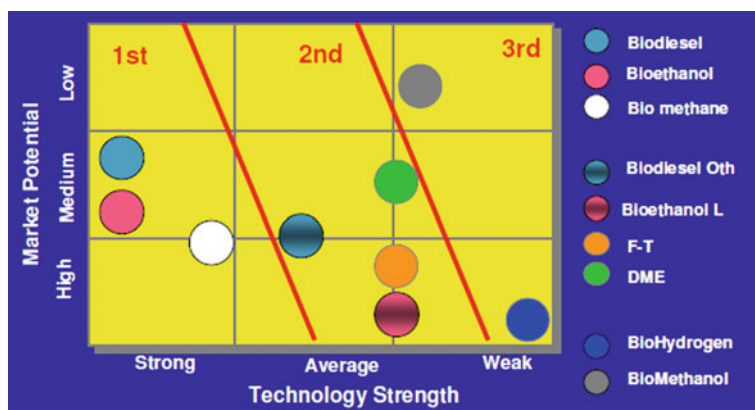 1st
2nd
3rd
Market Potential
Low
Medium
High
Strong
Average
Weak
Technology Strength
Biodiesel
Bioethanol
Bio methane
Biodiesel Oth
Bioethanol L
F-T
DME
BioHydrogen
BioMethanol